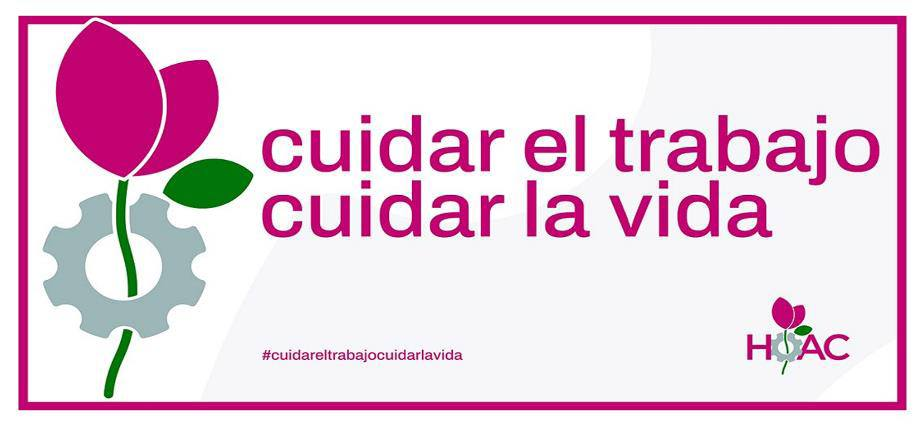 cuidar el trabajo
cuidar la vida
#cuidareltrabajocuidarlavida
HOAC